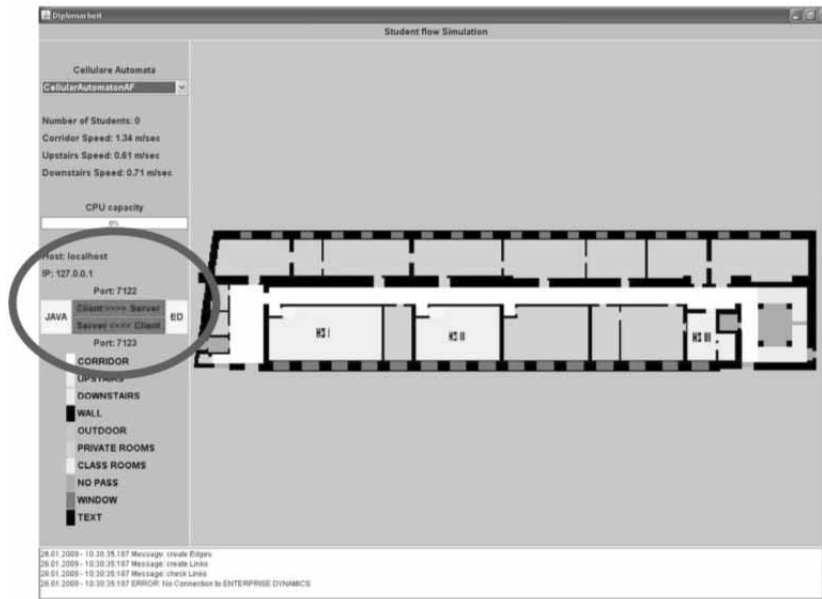 Diplomarbeit
Student flow Simulation
Cellulare Automata
CellularAutomatonAF
Number of Students: 0
Corridor Speed: 1.34 m/sec
Upstairs Speed: 0.61 m/sec
Downstairs Speed: 0.71 m/sec
CPU capacity
0%
Host: localhost
IP: 127.0.0.1
Port: 7122
JAVA
Client >>>> Server
Server <<<< Client
ED
Port: 7123
CORRIDOR
UPSTAIRS
DOWNSTAIRS
WALL
OUTDOOR
PRIVATE ROOMS
CLASS ROOMS
NO PASS
WINDOW
TEXT
HS I
HS II
HS III
26.01.2009 - 10:30:35:187 Message: create Edges
26.01.2009 - 10:30:35:187 Message: create Links
26.01.2009 - 10:30:35:187 Message: check Links
26.01.2009 - 10:30:35:187 ERROR: No Connection to ENTERPRISE DYNAMICS